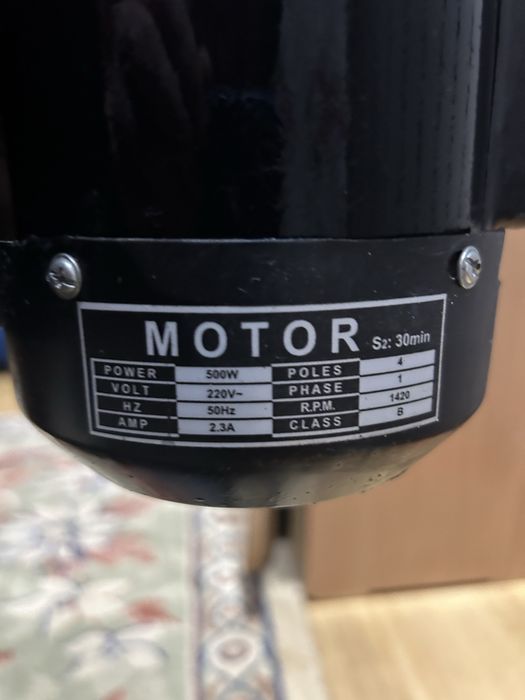 MOTOR S2: 30min
POWER 500W POLES 4
VOLT 220V~ PHASE 1
HZ 50Hz R.P.M. 1420
AMP 2.3A CLASS B